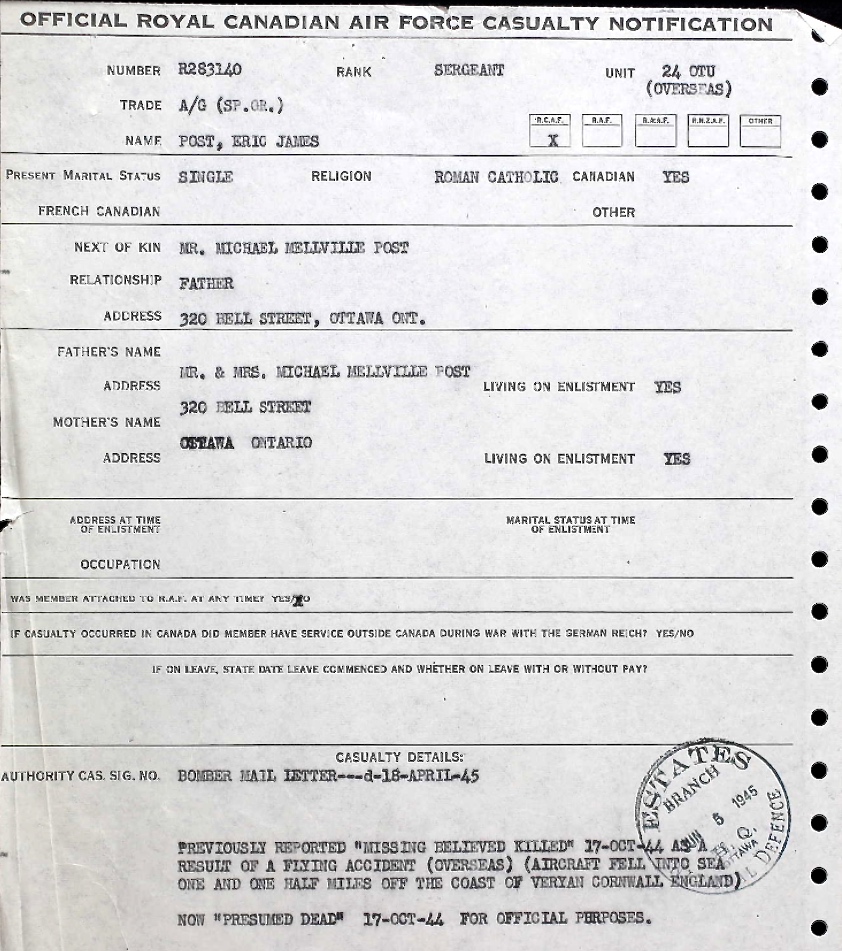 OFFICIAL ROYAL CANADIAN AIR FORCE CASUALTY NOTIFICATION
NUMBER R283140 RANK SERGEANT UNIT 24 OTU
(OVERSEAS)
TRADE A/G (SP.GR.)
R.C.A.F. R.A.F. R.A.A.F. R.N.Z.A.F. OTHER
NAME POST, ERIC JAMES X
PRESENT MARITAL STATUS SINGLE RELIGION ROMAN CATHOLIC CANADIAN YES
FRENCH CANADIAN OTHER
NEXT OF KIN MR. MICHAEL MELLVILLE POST
RELATIONSHIP FATHER
ADDRESS 320 BELL STREET, OTTAWA ONT.
FATHER'S NAME
MR. & MRS. MICHAEL MELLVILLE POST
ADDRESS LIVING ON ENLISTMENT YES
320 BELL STREET
MOTHER'S NAME
OTTAWA ONTARIO
ADDRESS LIVING ON ENLISTMENT YES
ADDRESS AT TIME OF ENLISTMENT MARITAL STATUS AT TIME OF ENLISTMENT
OCCUPATION
WAS MEMBER ATTACHED TO R.A.F. AT ANY TIME? YES/NO
IF CASUALTY OCCURRED IN CANADA DID MEMBER HAVE SERVICE OUTSIDE CANADA DURING WAR WITH THE GERMAN REICH? YES/NO
IF ON LEAVE, STATE DATE LEAVE COMMENCED AND WHETHER ON LEAVE WITH OR WITHOUT PAY?
CASUALTY DETAILS:
AUTHORITY CAS. SIG. NO. BOMBER MAIL LETTER---d-18-APRIL-45
ESTATES
BRANCH
JUN 5 1945
OTTAWA
DEFENCE
PREVIOUSLY REPORTED "MISSING BELIEVED KILLED" 17-OCT-44 AS A
RESULT OF A FLYING ACCIDENT (OVERSEAS) (AIRCRAFT FELL INTO SEA
ONE AND ONE HALF MILES OFF THE COAST OF VERYAN CORNWALL ENGLAND)
NOW "PRESUMED DEAD" 17-OCT-44 FOR OFFICIAL PURPOSES.